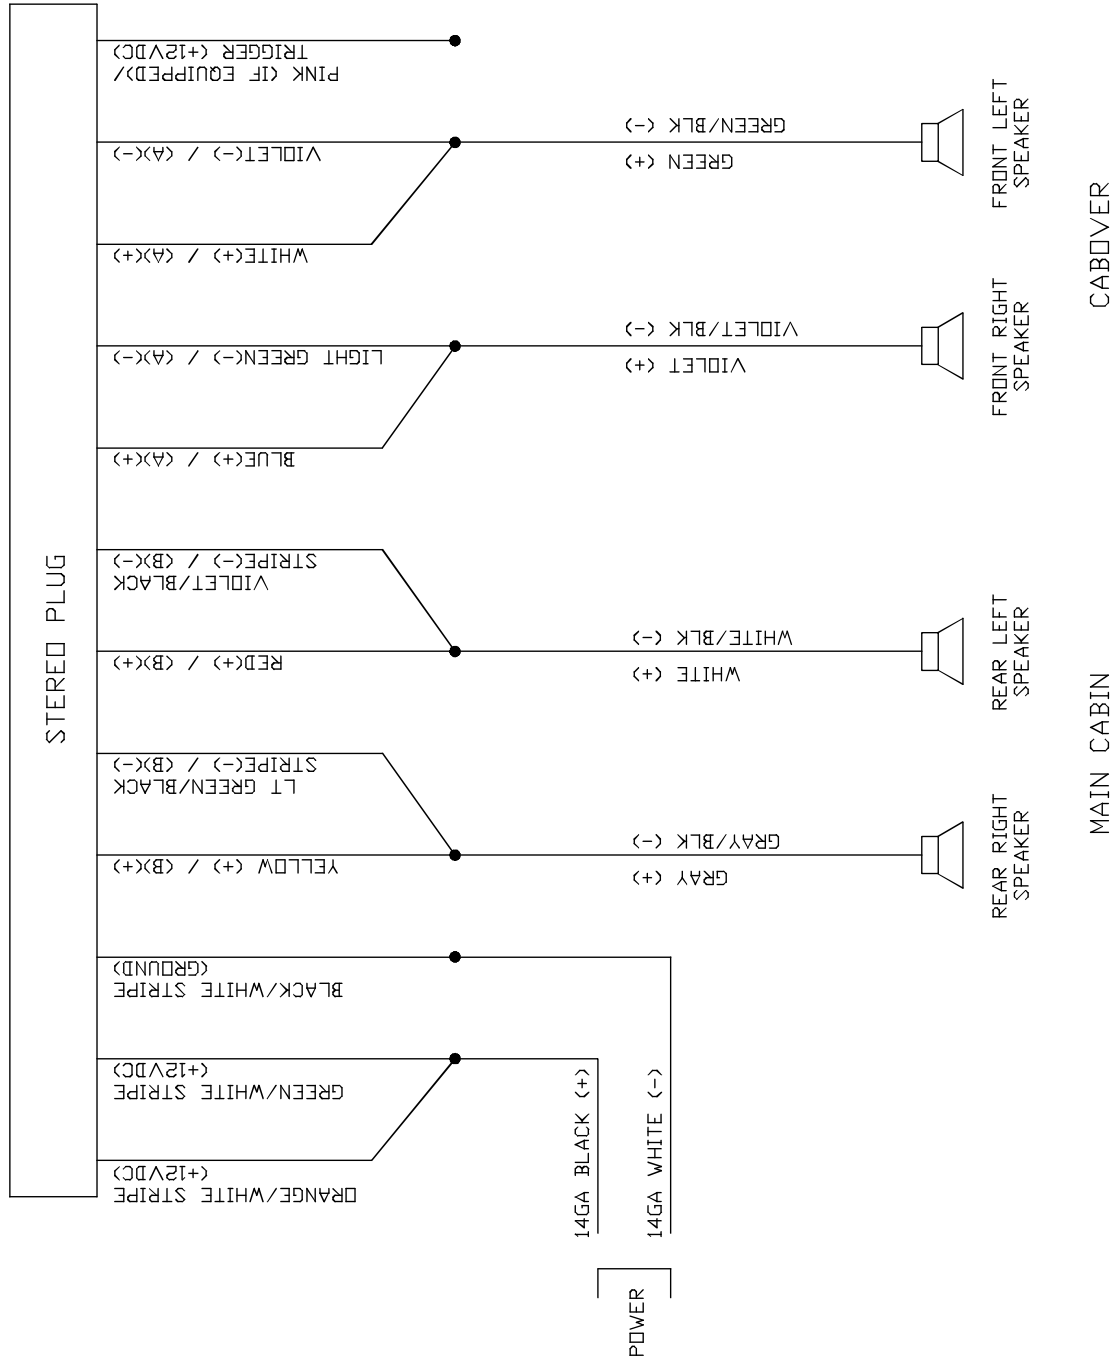 STEREO PLUG
PINK (IF EQUIPPED)/
TRIGGER (+12VDC)
VIOLET(-) / (A)(-)
WHITE(+) / (A)(+)
LIGHT GREEN(-) / (A)(-)
BLUE(+) / (A)(+)
VIOLET/BLACK
STRIPE(-) / (B)(-)
RED(+) / (B)(+)
LT GREEN/BLACK
STRIPE(-) / (B)(-)
YELLOW (+) / (B)(+)
BLACK/WHITE STRIPE
(GROUND)
GREEN/WHITE STRIPE
(+12VDC)
ORANGE/WHITE STRIPE
(+12VDC)
GREEN/BLK (-)
GREEN (+)
VIOLET/BLK (-)
VIOLET (+)
WHITE/BLK (-)
WHITE (+)
GRAY/BLK (-)
GRAY (+)
14GA BLACK (+)
14GA WHITE (-)
POWER
FRONT LEFT
SPEAKER
FRONT RIGHT
SPEAKER
REAR LEFT
SPEAKER
REAR RIGHT
SPEAKER
CABOVER
MAIN CABIN